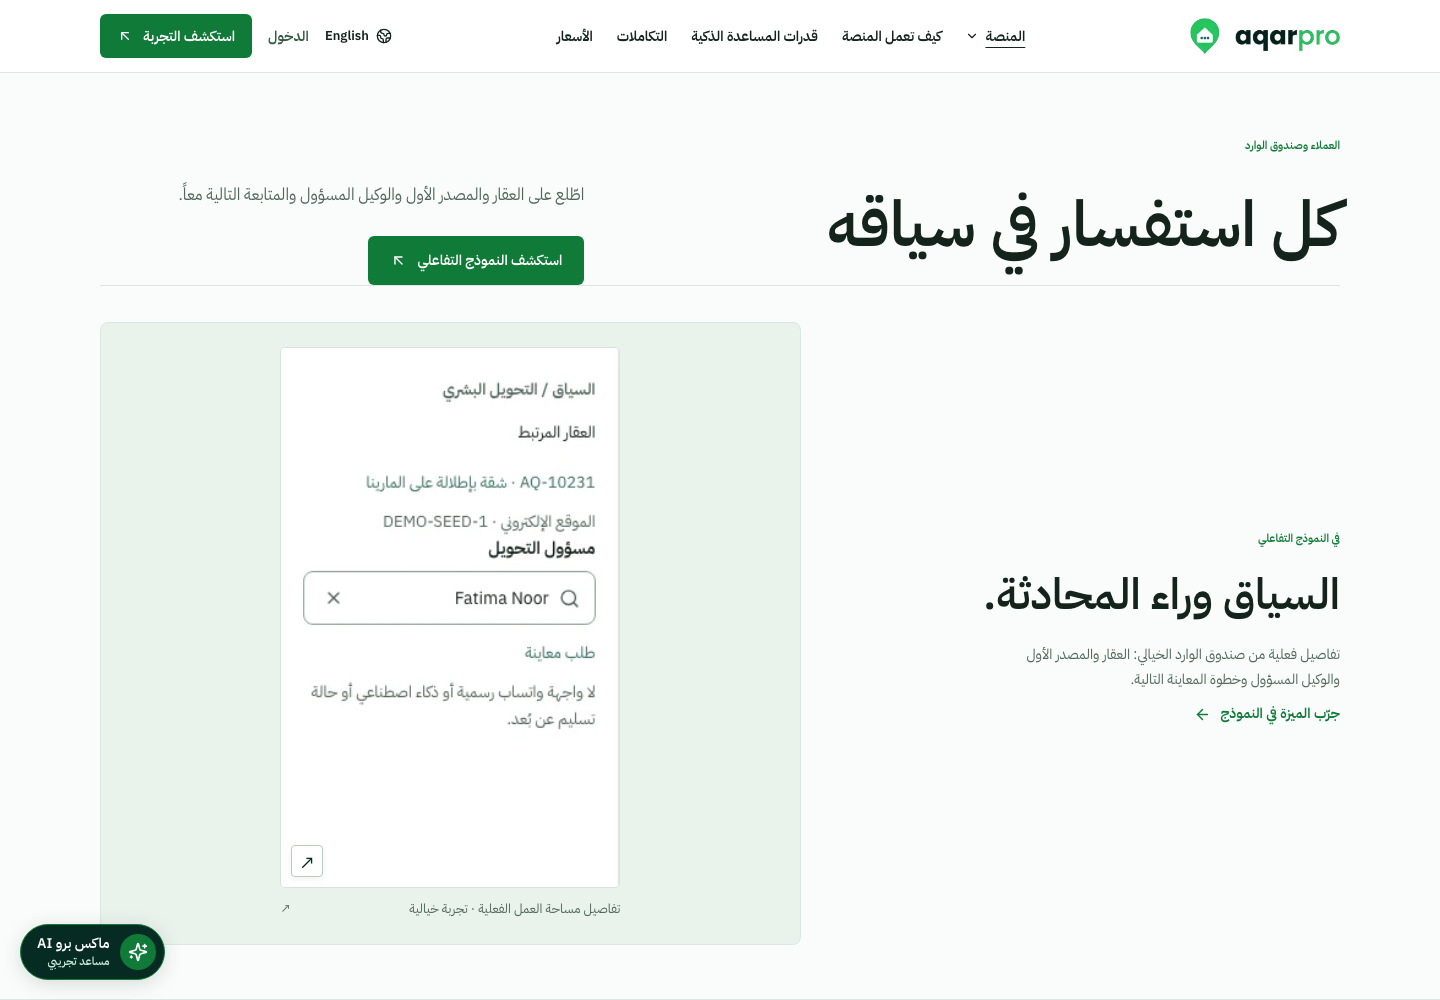 aqarpro
المنصة
كيف تعمل المنصة
قدرات المساعدة الذكية
التكاملات
الأسعار
English
الدخول
استكشف التجربة
العملاء وصندوق الوارد
كل استفسار في سياقه
اطّلع على العقار والمصدر الأول والوكيل المسؤول والمتابعة التالية معاً.
استكشف النموذج التفاعلي
في النموذج التفاعلي
السياق وراء المحادثة.
تفاصيل فعلية من صندوق الوارد الخيالي: العقار والمصدر الأول
والوكيل المسؤول وخطوة المعاينة التالية.
جرّب الميزة في النموذج
السياق / التحويل البشري
العقار المرتبط
AQ-10231 · شقة بإطلالة على المارينا
الموقع الإلكتروني · DEMO-SEED-1
مسؤول التحويل
Fatima Noor
طلب معاينة
لا واجهة واتساب رسمية أو ذكاء اصطناعي أو حالة
تسليم عن بُعد.
تفاصيل مساحة العمل الفعلية · تجربة خيالية
ماكس برو AI
مساعد تجريبي